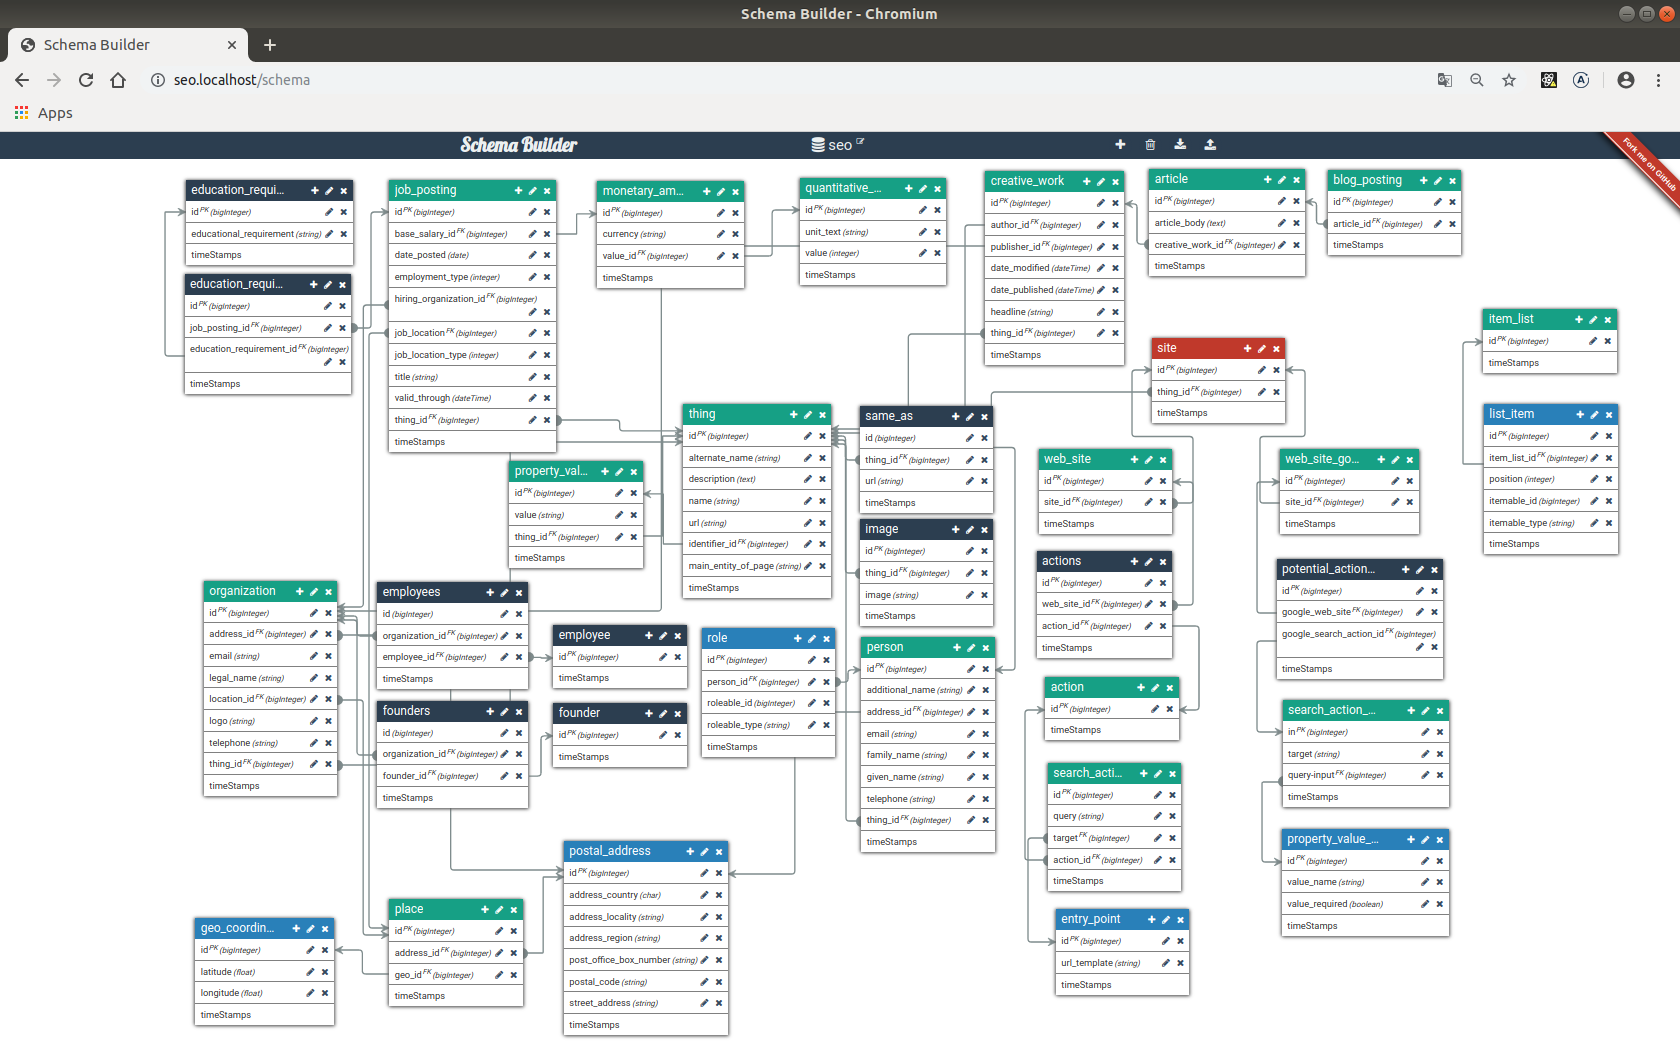 Schema Builder - Chromium
Schema Builder
seo.localhost/schema
Apps
Schema Builder
seo
Fork me on GitHub
education_requi...
id PK (bigInteger)
educational_requirement (string)
timeStamps
education_requi...
id PK (bigInteger)
job_posting_id FK (bigInteger)
education_requirement_id FK (bigInteger)
timeStamps
job_posting
id PK (bigInteger)
base_salary_id FK (bigInteger)
date_posted (date)
employment_type (integer)
hiring_organization_id FK (bigInteger)
job_location FK (bigInteger)
job_location_type (integer)
title (string)
valid_through (dateTime)
thing_id FK (bigInteger)
timeStamps
monetary_am...
id PK (bigInteger)
currency (string)
value_id FK (bigInteger)
timeStamps
quantitative_...
id PK (bigInteger)
unit_text (string)
value (integer)
timeStamps
creative_work
id PK (bigInteger)
author_id FK (bigInteger)
publisher_id FK (bigInteger)
date_modified (dateTime)
date_published (dateTime)
headline (string)
thing_id FK (bigInteger)
timeStamps
article
id PK (bigInteger)
article_body (text)
creative_work_id FK (bigInteger)
timeStamps
blog_posting
id PK (bigInteger)
article_id FK (bigInteger)
timeStamps
item_list
id PK (bigInteger)
timeStamps
site
id PK (bigInteger)
thing_id FK (bigInteger)
timeStamps
list_item
id PK (bigInteger)
item_list_id FK (bigInteger)
position (integer)
itemable_id (bigInteger)
itemable_type (string)
timeStamps
thing
id PK (bigInteger)
alternate_name (string)
description (text)
name (string)
url (string)
identifier_id FK (bigInteger)
main_entity_of_page (string)
timeStamps
same_as
id (bigInteger)
thing_id FK (bigInteger)
url (string)
timeStamps
property_val...
id PK (bigInteger)
value (string)
thing_id FK (bigInteger)
timeStamps
web_site
id PK (bigInteger)
site_id FK (bigInteger)
timeStamps
web_site_go...
id PK (bigInteger)
site_id FK (bigInteger)
timeStamps
image
id PK (bigInteger)
thing_id FK (bigInteger)
image (string)
timeStamps
actions
id PK (bigInteger)
web_site_id FK (bigInteger)
action_id FK (bigInteger)
timeStamps
potential_action...
id PK (bigInteger)
google_web_site FK (bigInteger)
google_search_action_id FK (bigInteger)
timeStamps
organization
id PK (bigInteger)
address_id FK (bigInteger)
email (string)
legal_name (string)
location_id FK (bigInteger)
logo (string)
telephone (string)
thing_id FK (bigInteger)
timeStamps
employees
id (bigInteger)
organization_id FK (bigInteger)
employee_id FK (bigInteger)
timeStamps
employee
id PK (bigInteger)
timeStamps
role
id PK (bigInteger)
person_id FK (bigInteger)
roleable_id (bigInteger)
roleable_type (string)
timeStamps
person
id PK (bigInteger)
additional_name (string)
address_id FK (bigInteger)
email (string)
family_name (string)
given_name (string)
telephone (string)
thing_id FK (bigInteger)
timeStamps
founders
id (bigInteger)
organization_id FK (bigInteger)
founder_id FK (bigInteger)
timeStamps
founder
id PK (bigInteger)
timeStamps
action
id PK (bigInteger)
timeStamps
search_action_...
in PK (bigInteger)
target (string)
query-input FK (bigInteger)
timeStamps
search_acti...
id PK (bigInteger)
query (string)
target FK (bigInteger)
action_id FK (bigInteger)
timeStamps
property_value_...
id PK (bigInteger)
value_name (string)
value_required (boolean)
timeStamps
postal_address
id PK (bigInteger)
address_country (char)
address_locality (string)
address_region (string)
post_office_box_number (string)
postal_code (string)
street_address (string)
timeStamps
place
id PK (bigInteger)
address_id FK (bigInteger)
geo_id FK (bigInteger)
timeStamps
geo_coordin...
id PK (bigInteger)
latitude (float)
longitude (float)
timeStamps
entry_point
id PK (bigInteger)
url_template (string)
timeStamps